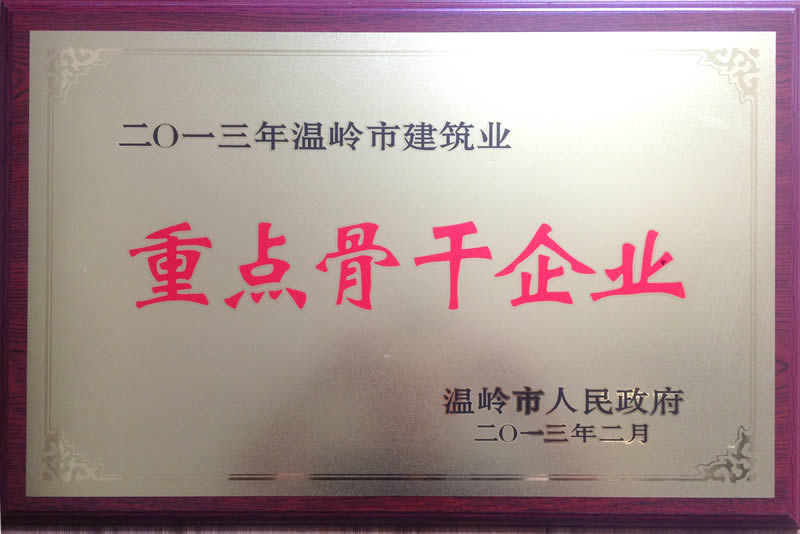 二〇一三年温岭市建筑业
重点骨干企业
温岭市人民政府
二〇一三年二月